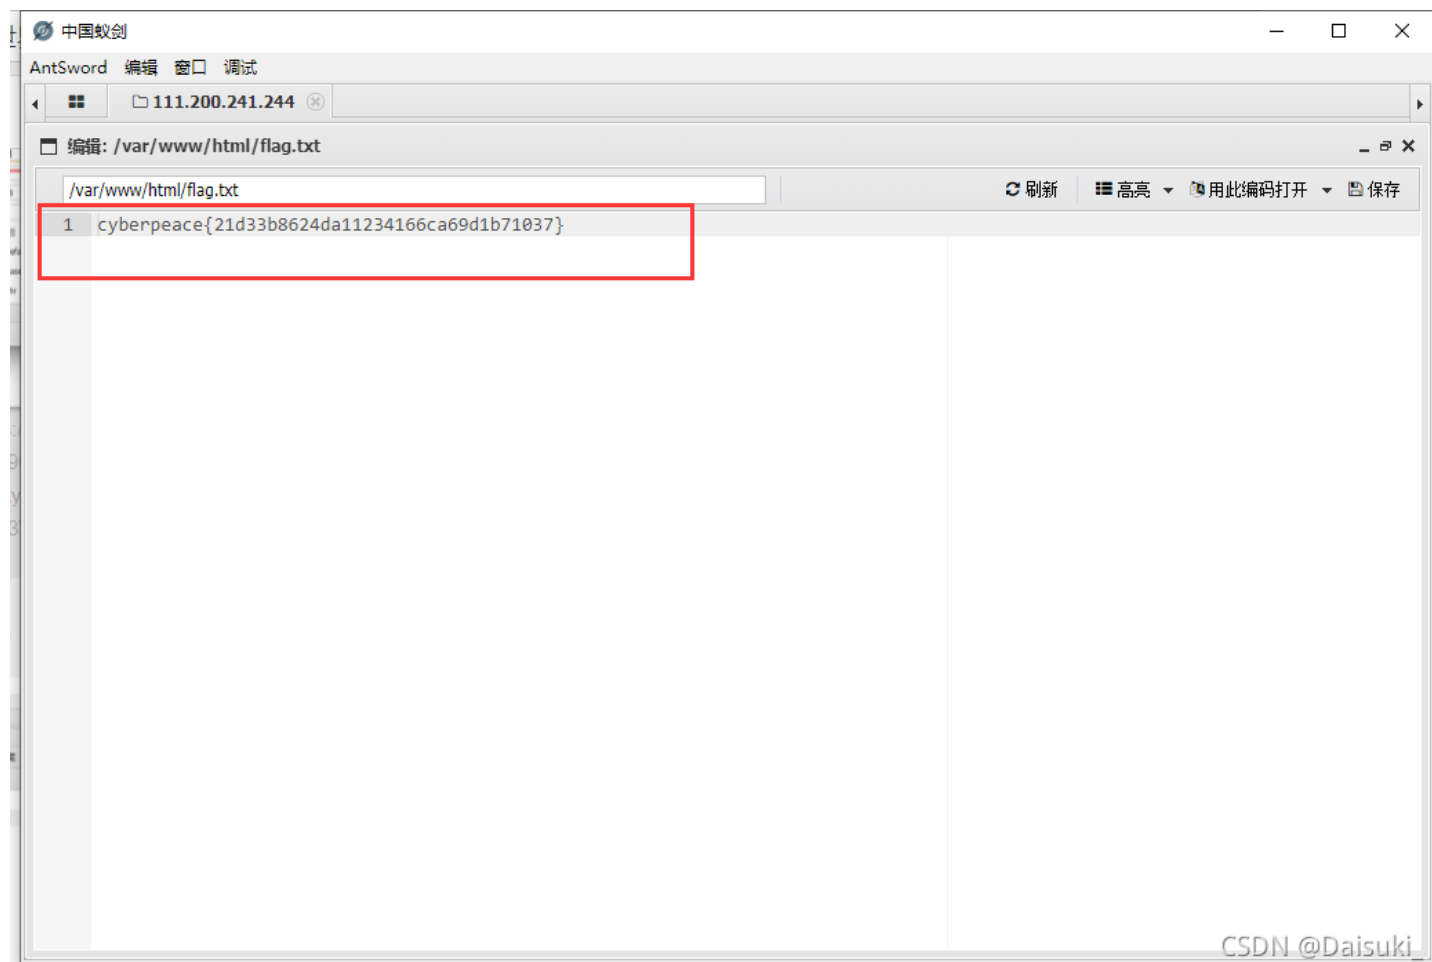 中国蚁剑
AntSword 编辑 窗口 调试
111.200.241.244
编辑: /var/www/html/flag.txt
/var/www/html/flag.txt 刷新 高亮 用此编码打开 保存
1 cyberpeace{21d33b8624da11234166ca69d1b71037}
CSDN @Daisuki_